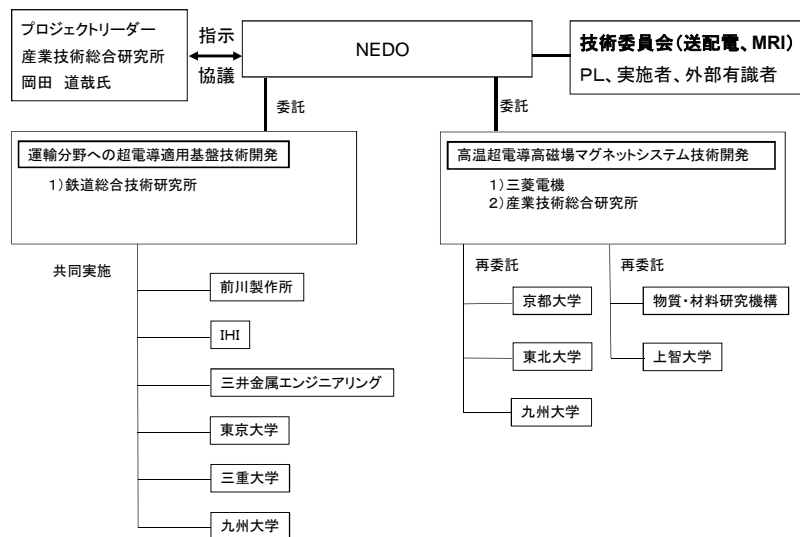 プロジェクトリーダー
産業技術総合研究所
岡田　道哉氏
指示
協議
NEDO
技術委員会（送配電、MRI）
PL、実施者、外部有識者
委託
委託
運輸分野への超電導適用基盤技術開発
1）鉄道総合技術研究所
高温超電導高磁場マグネットシステム技術開発
1）三菱電機
2）産業技術総合研究所
共同実施
前川製作所
IHI
三井金属エンジニアリング
東京大学
三重大学
九州大学
再委託
京都大学
東北大学
九州大学
再委託
物質・材料研究機構
上智大学